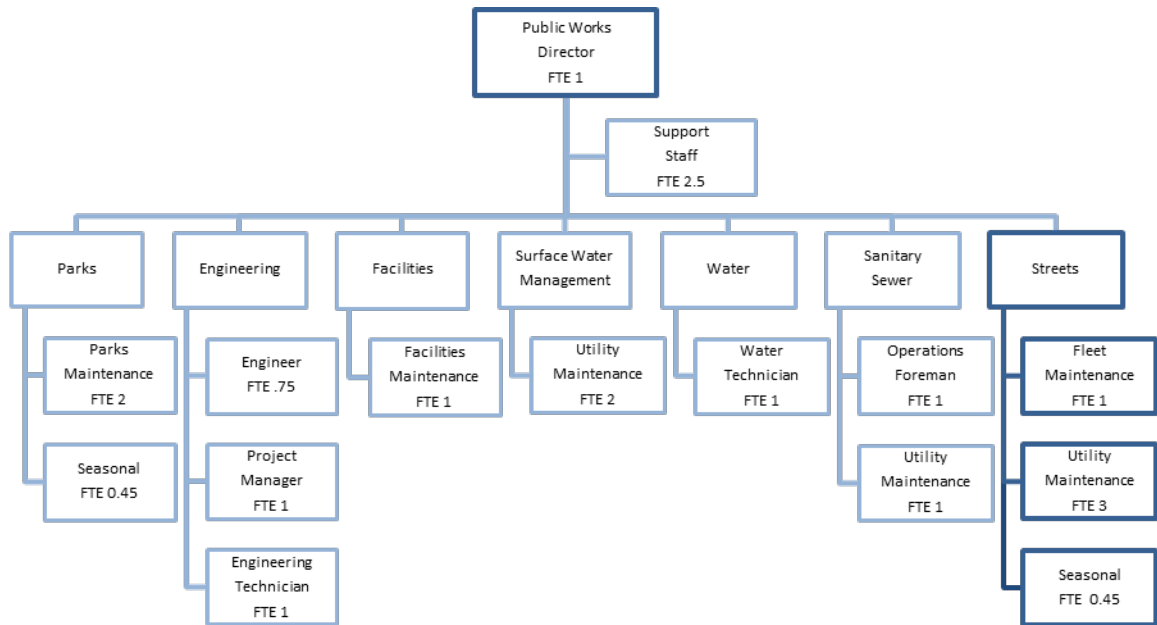 Public Works
Director
FTE 1
Support
Staff
FTE 2.5
Parks
Engineering
Facilities
Surface Water
Management
Water
Sanitary
Sewer
Streets
Parks
Maintenance
FTE 2
Seasonal
FTE 0.45
Engineer
FTE .75
Project
Manager
FTE 1
Engineering
Technician
FTE 1
Facilities
Maintenance
FTE 1
Utility
Maintenance
FTE 2
Water
Technician
FTE 1
Operations
Foreman
FTE 1
Utility
Maintenance
FTE 1
Fleet
Maintenance
FTE 1
Utility
Maintenance
FTE 3
Seasonal
FTE 0.45